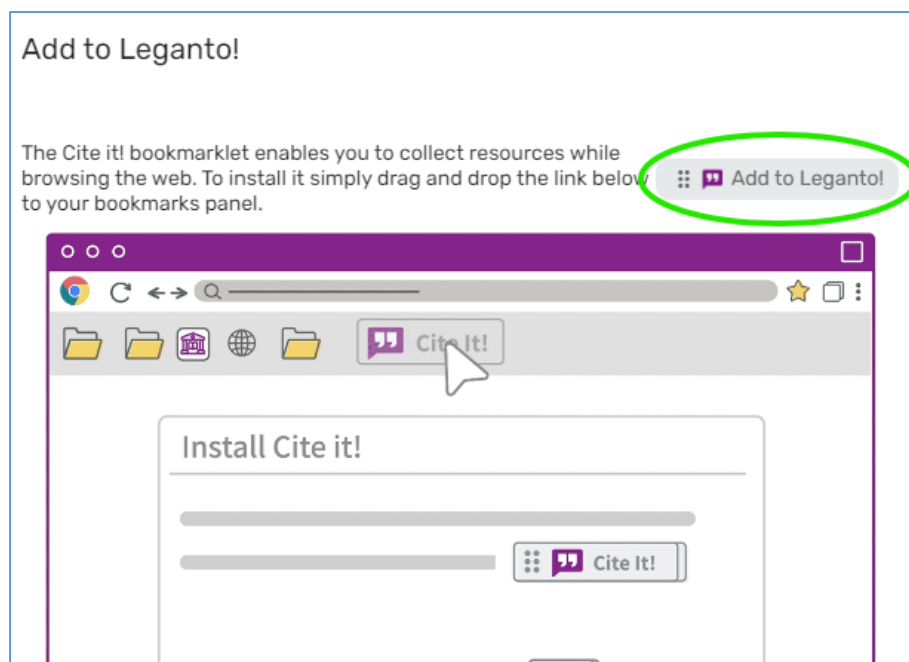 Add to Leganto!
The Cite it! bookmarklet enables you to collect resources while
browsing the web. To install it simply drag and drop the link below
to your bookmarks panel.
Add to Leganto!
Cite It!
Install Cite it!
Cite It!